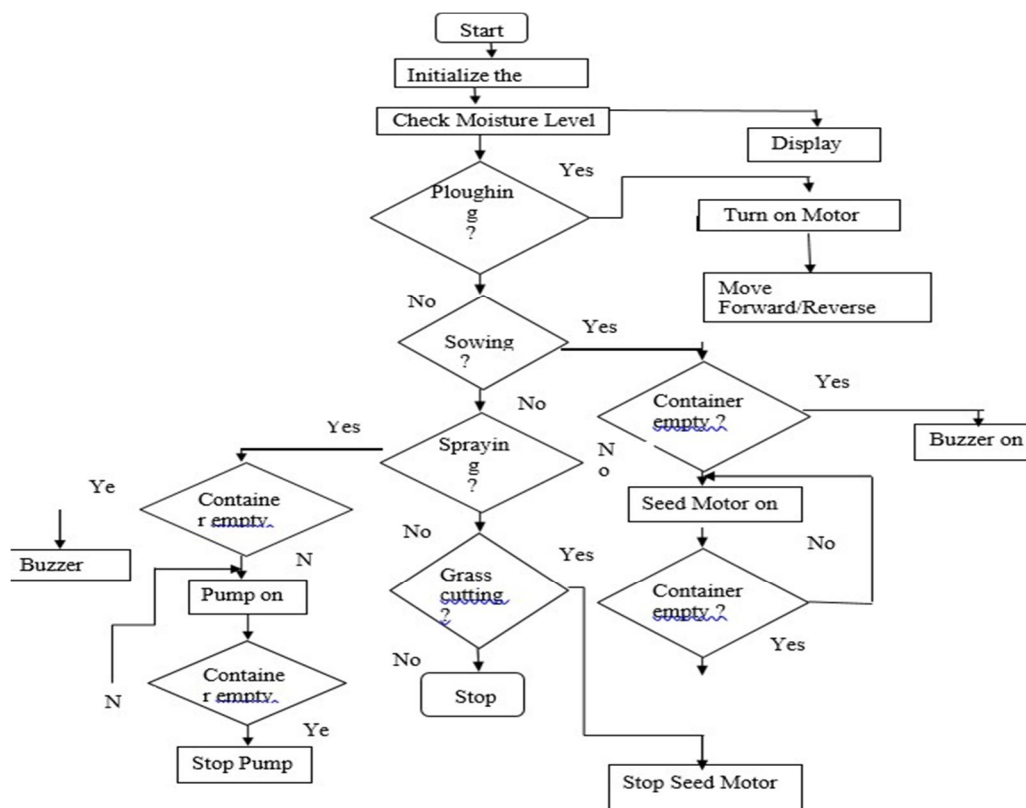 Start
Initialize the
Check Moisture Level
Display
Yes
Ploughin
g
?
Turn on Motor
Move
Forward/Reverse
No
Sowing
?
Yes
Container
empty ?
Yes
Buzzer on
No
Yes
Sprayin
g
?
N
o
Seed Motor on
Ye
Containe
r empty
Buzzer
N
No
Yes
No
Grass
cutting
?
Container
empty ?
Pump on
Yes
Containe
r empty
N
No
Stop
Ye
Stop Pump
Stop Seed Motor